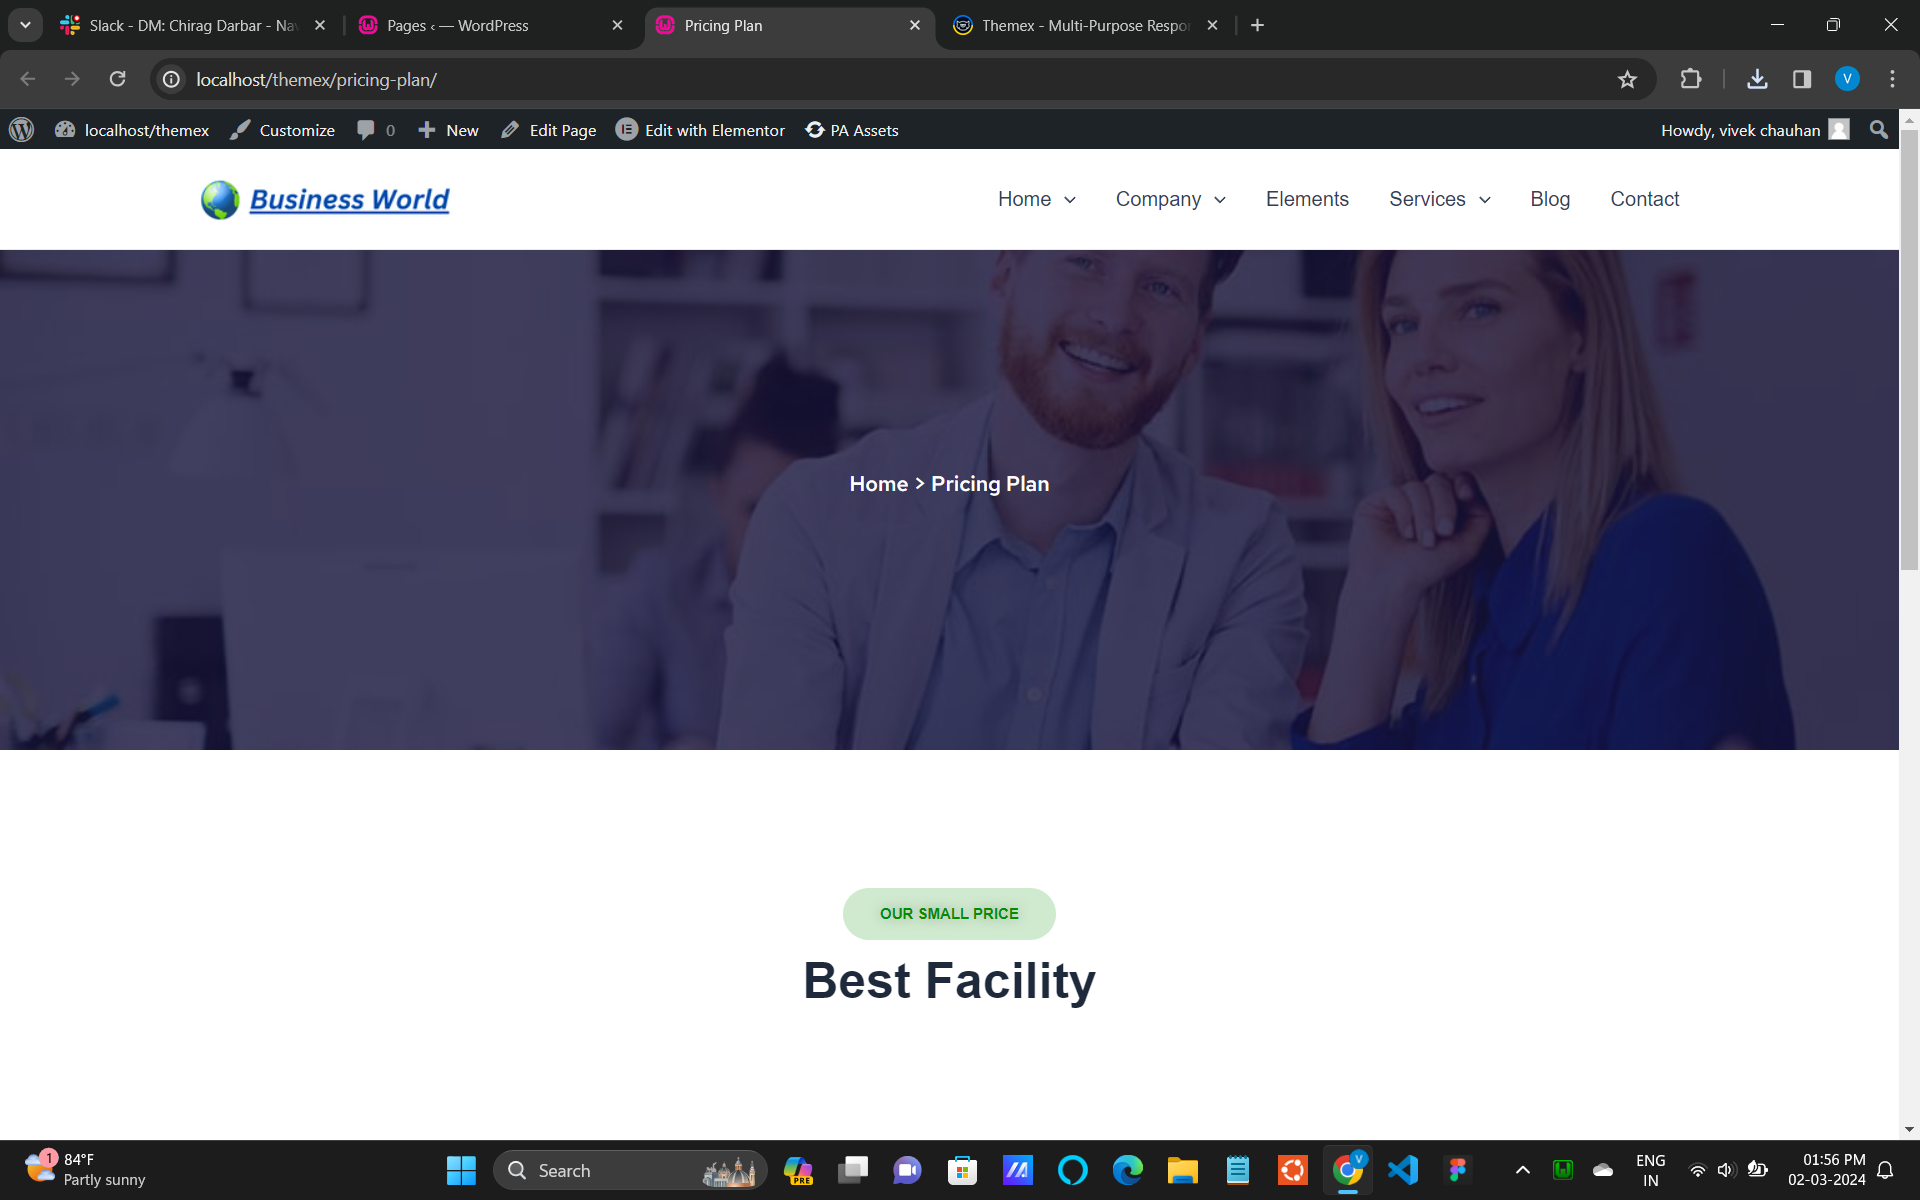 Slack - DM: Chirag Darbar - Na
Pages ‹ — WordPress
Pricing Plan
Themex - Multi-Purpose Respo
localhost/themex/pricing-plan/
V
localhost/themex
Customize
0
New
Edit Page
Edit with Elementor
PA Assets
Howdy, vivek chauhan
Business World
Home
Company
Elements
Services
Blog
Contact
Home > Pricing Plan
OUR SMALL PRICE
Best Facility
1
84°F
Partly sunny
Search
PRE
V
ENG
IN
01:56 PM
02-03-2024